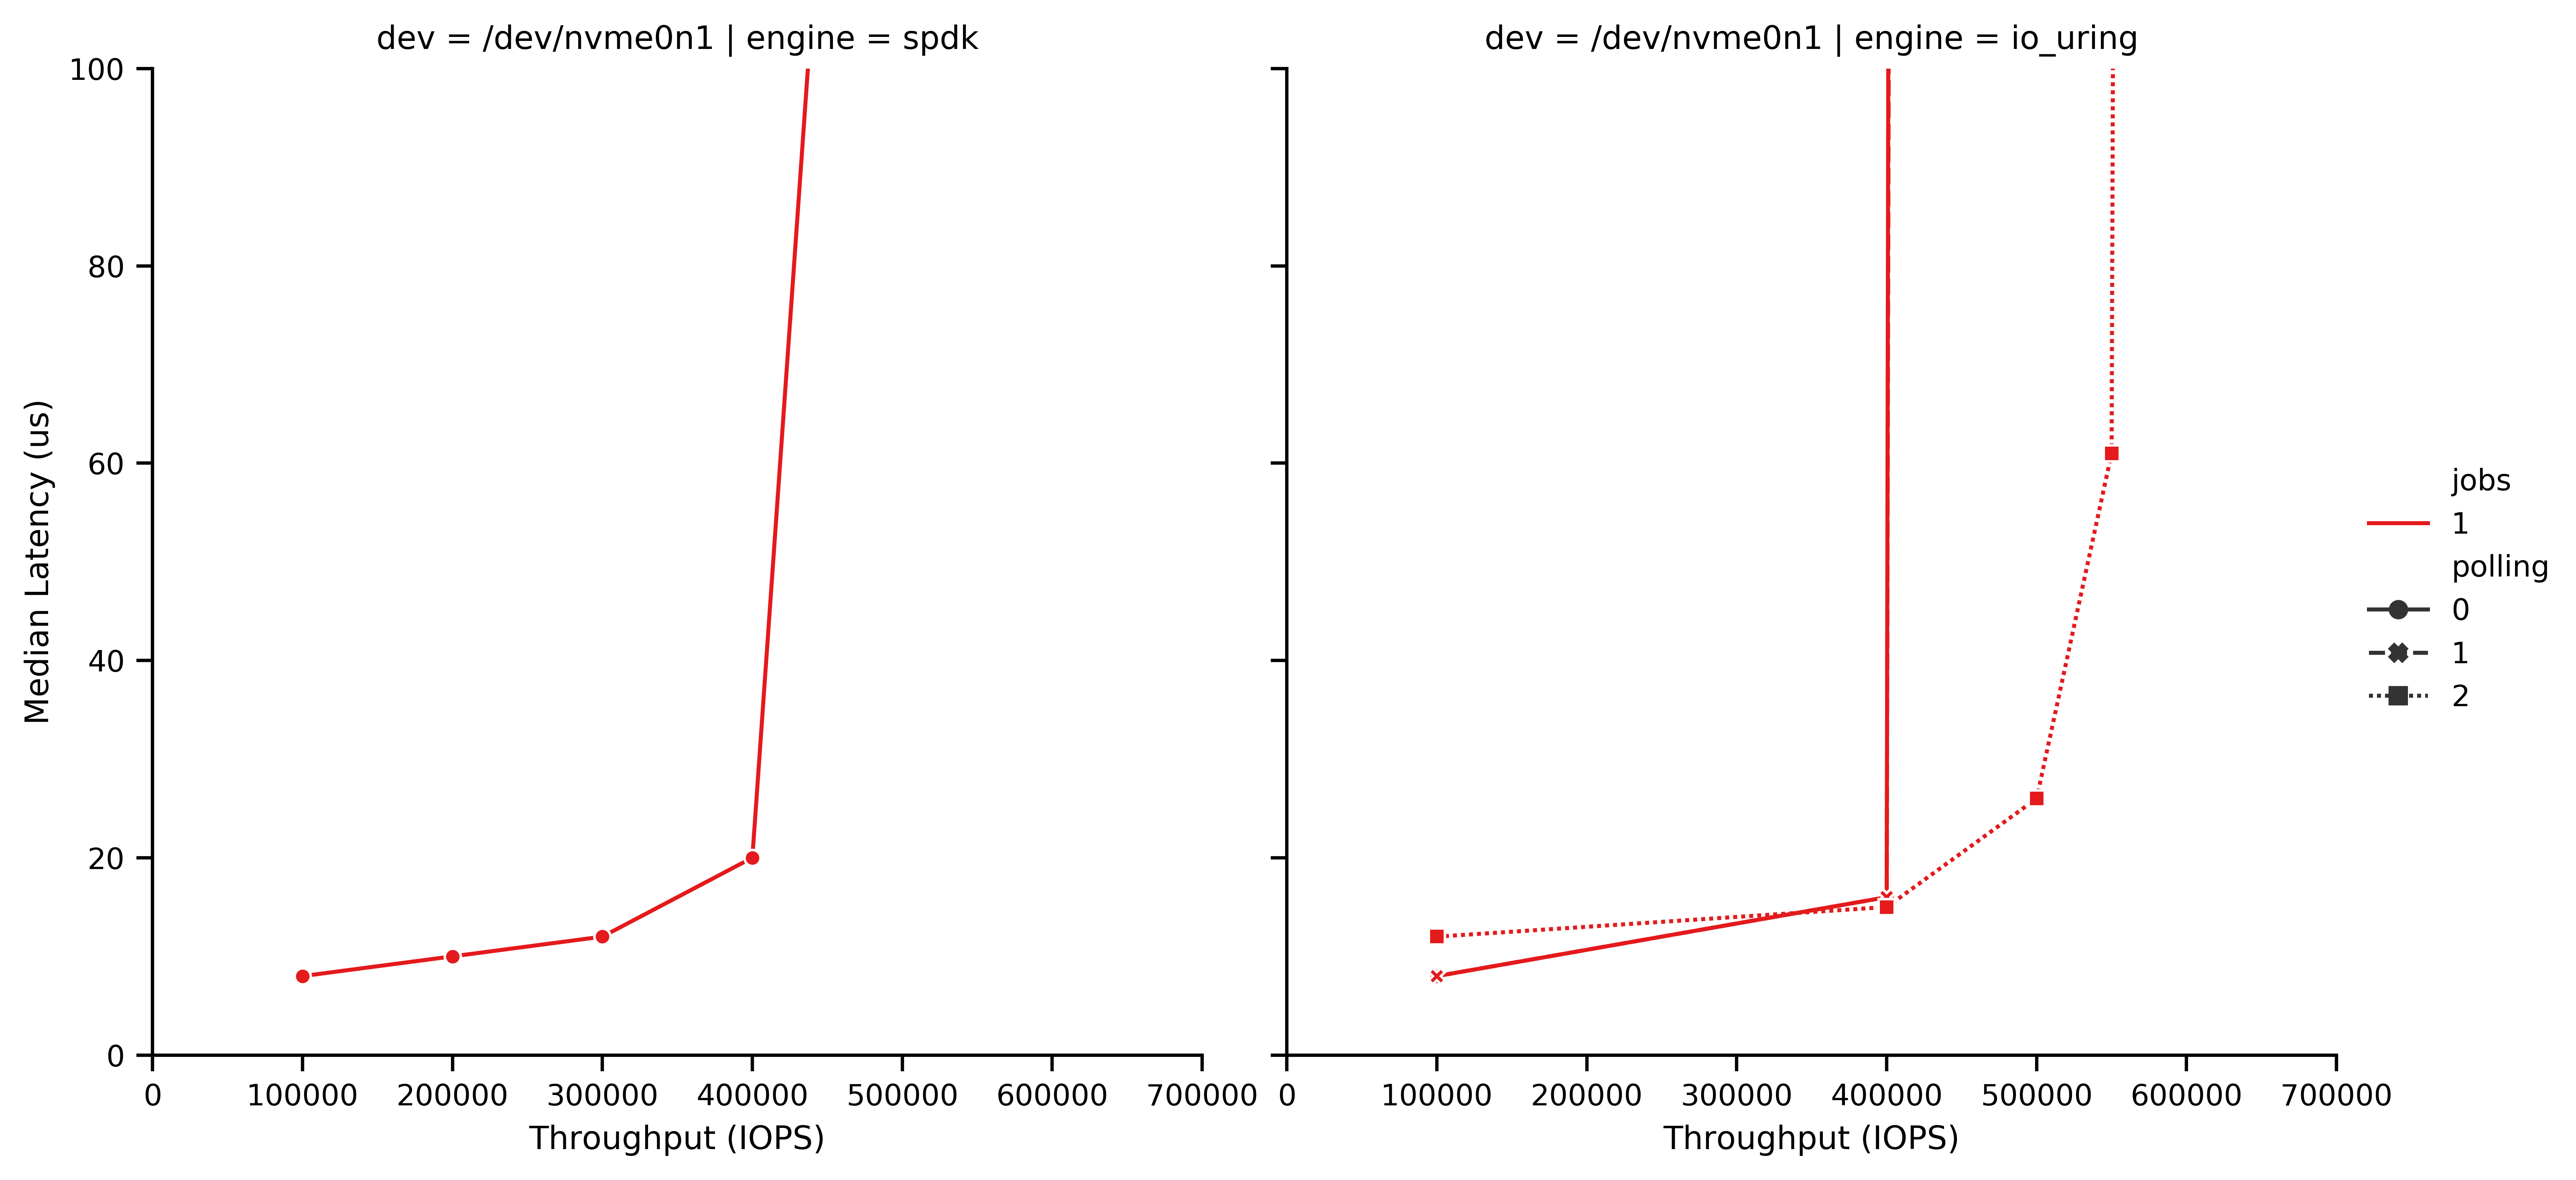 dev = /dev/nvme0n1 | engine = spdk
dev = /dev/nvme0n1 | engine = io_uring
100
80
60
40
20
0
Median Latency (us)
0 100000 200000 300000 400000 500000 600000 700000
Throughput (IOPS)
0 100000 200000 300000 400000 500000 600000 700000
Throughput (IOPS)
jobs
1
polling
0
1
2